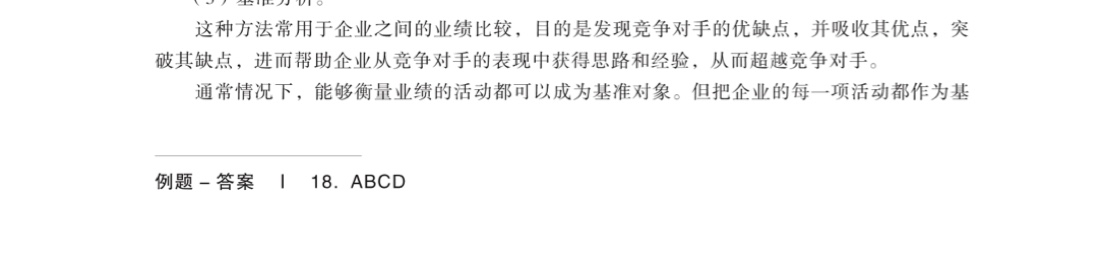 （3）基准分析。
这种方法常用于企业之间的业绩比较，目的是发现竞争对手的优缺点，并吸收其优点，突
破其缺点，进而帮助企业从竞争对手的表现中获得思路和经验，从而超越竞争对手。
通常情况下，能够衡量业绩的活动都可以成为基准对象。但把企业的每一项活动都作为基
例题 – 答案 | 18. ABCD